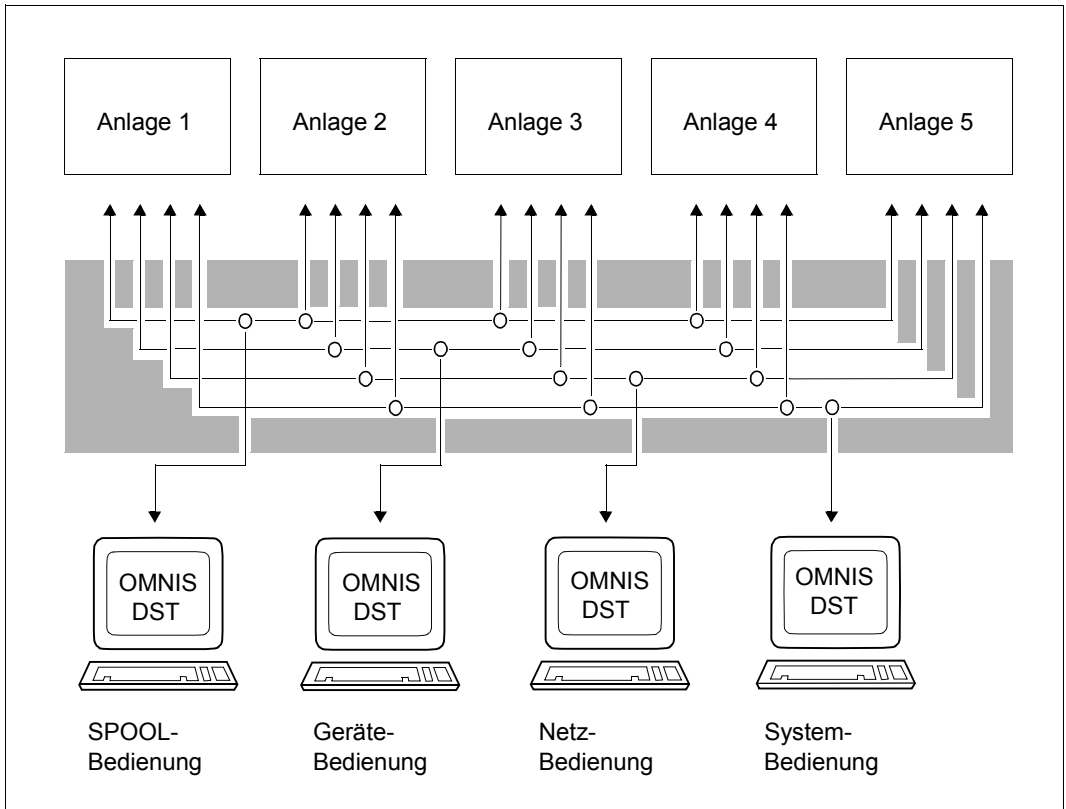 Anlage 1
Anlage 2
Anlage 3
Anlage 4
Anlage 5
OMNIS
DST
OMNIS
DST
OMNIS
DST
OMNIS
DST
SPOOL-
Bedienung
Geräte-
Bedienung
Netz-
Bedienung
System-
Bedienung